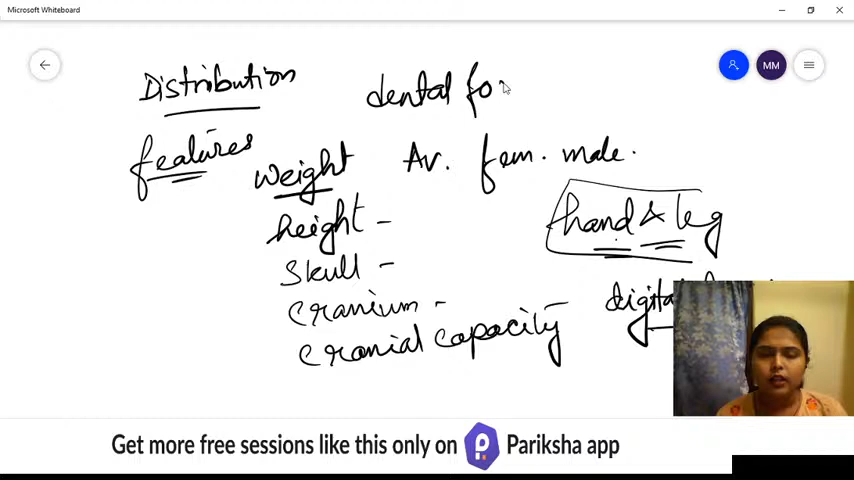 Microsoft Whiteboard
MM
Distribution
dental fo
features
weight Av. fem. male.
height -
hand & leg
Skull -
cranium -
cranial capacity
Get more free sessions like this only on Pariksha app